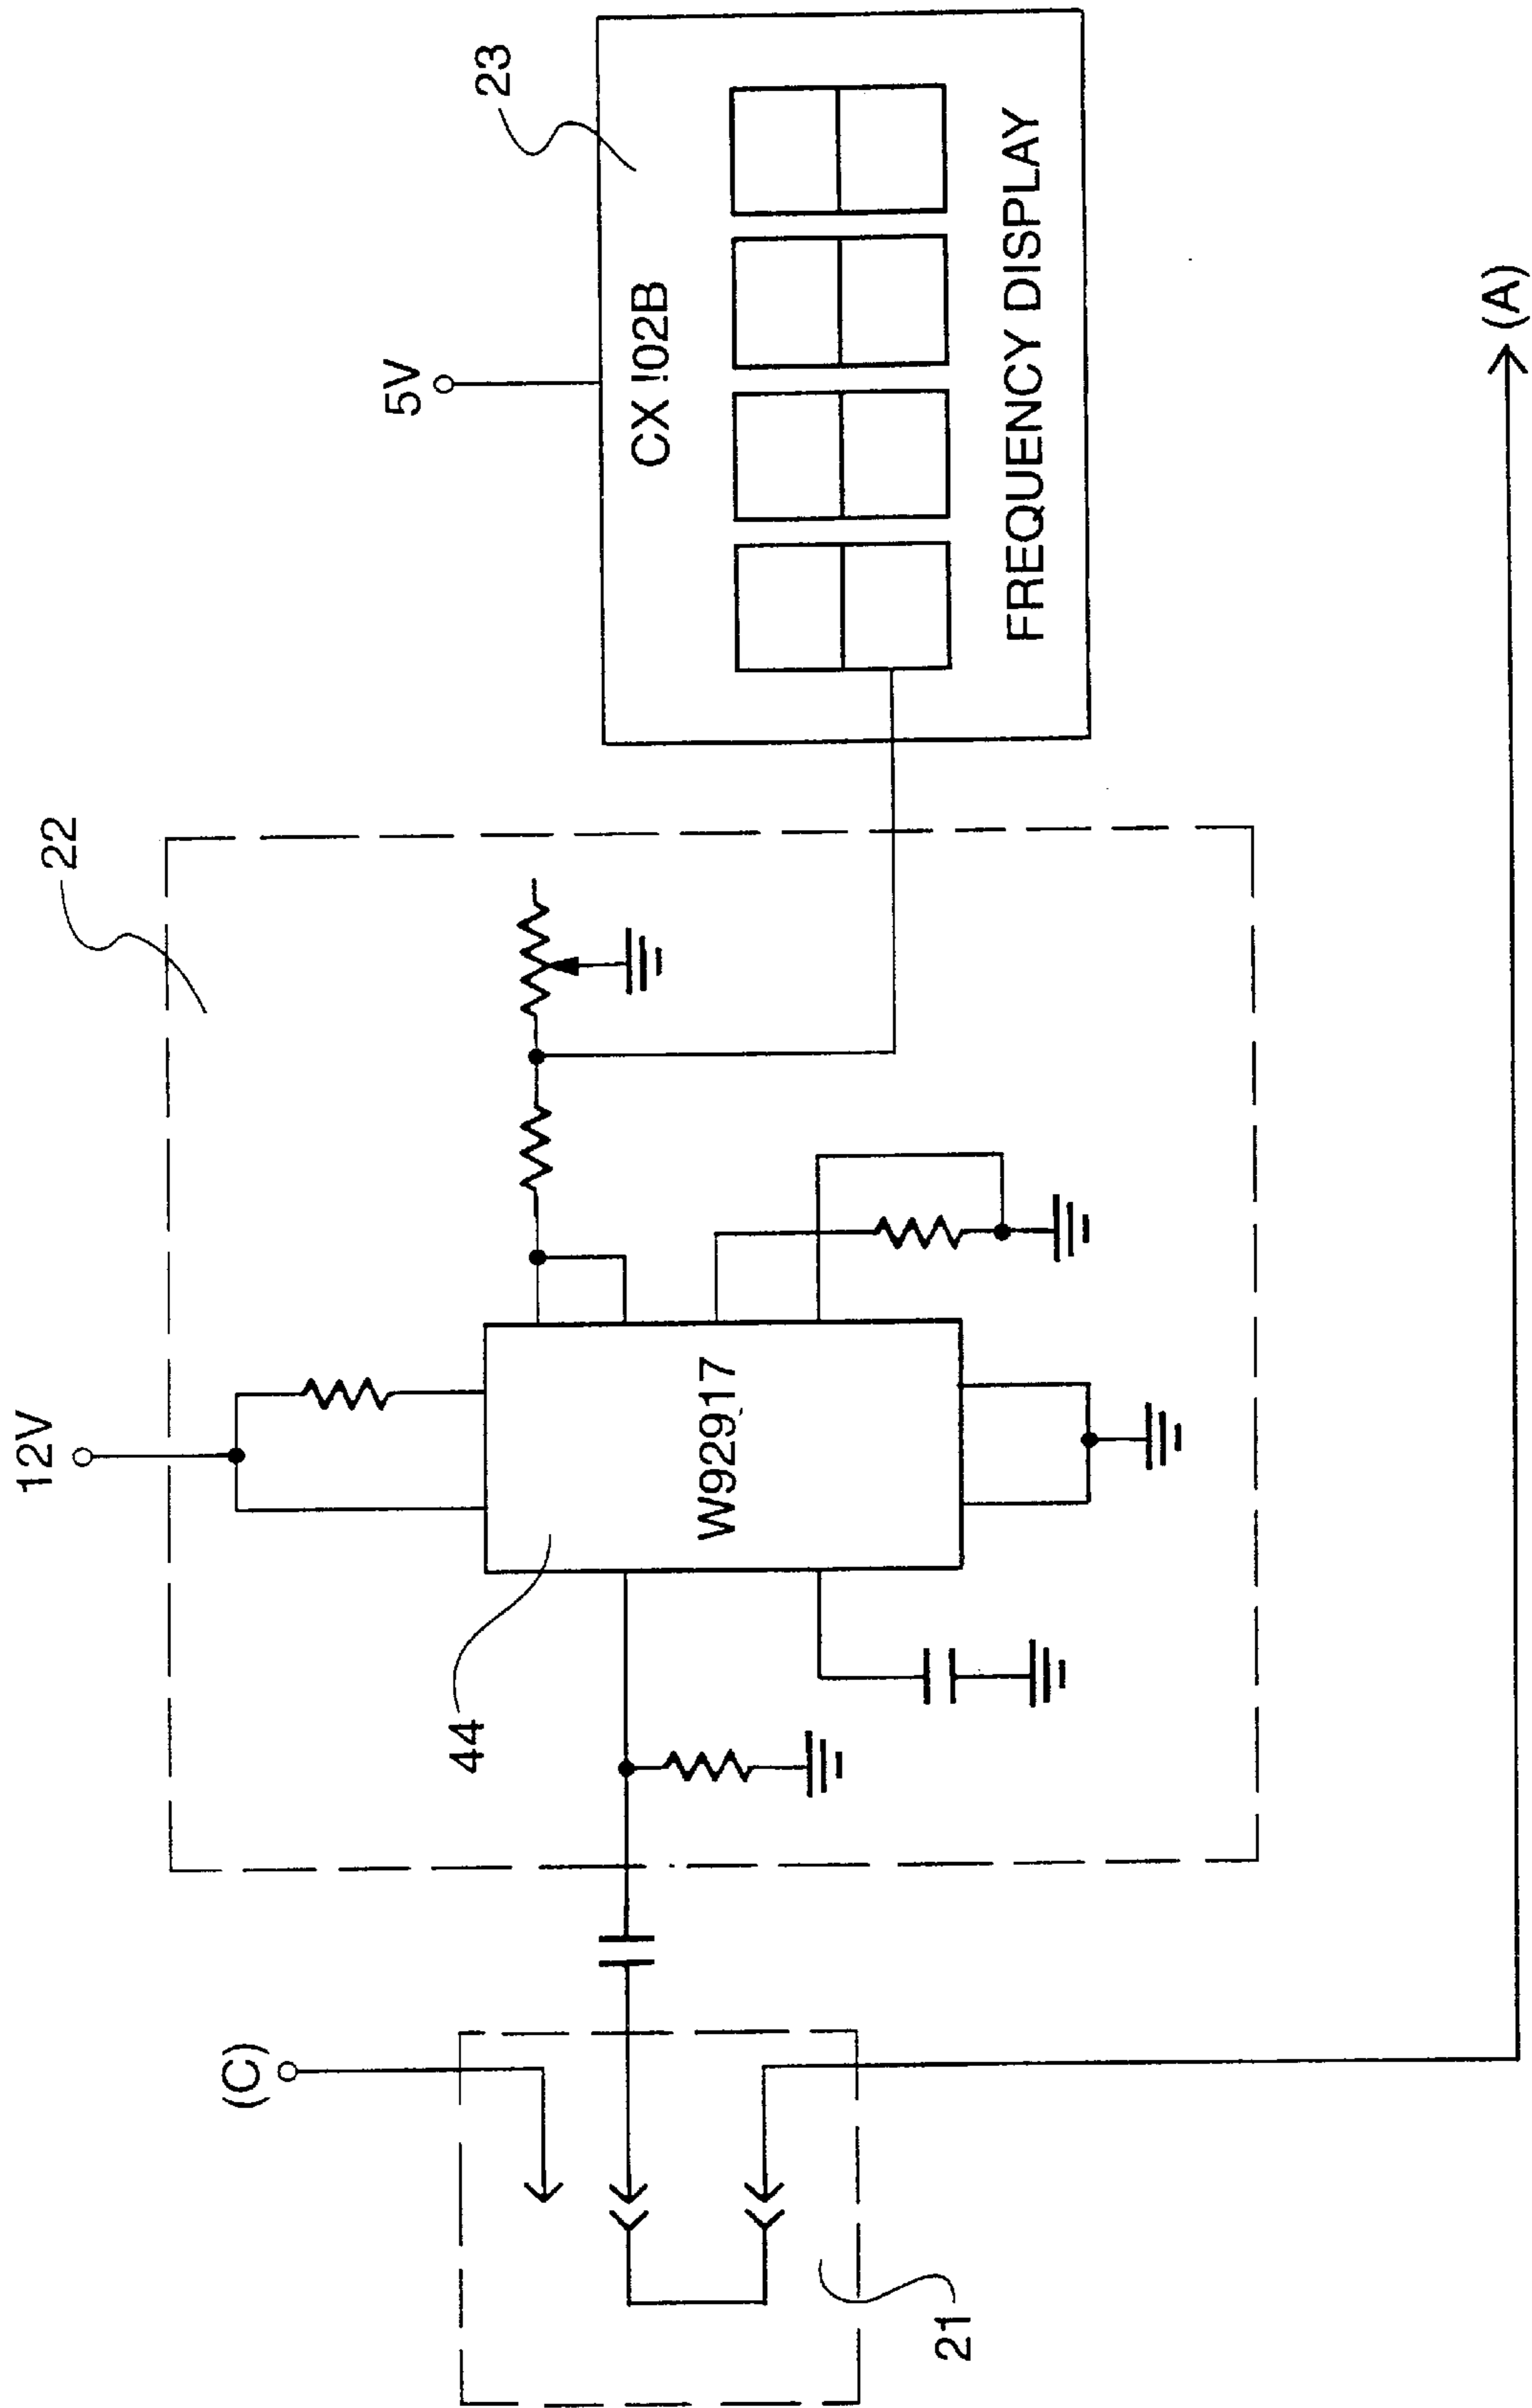 12V
22
5V
23
(C)
44
W92917
CX !02B
FREQUENCY DISPLAY
21
(A)